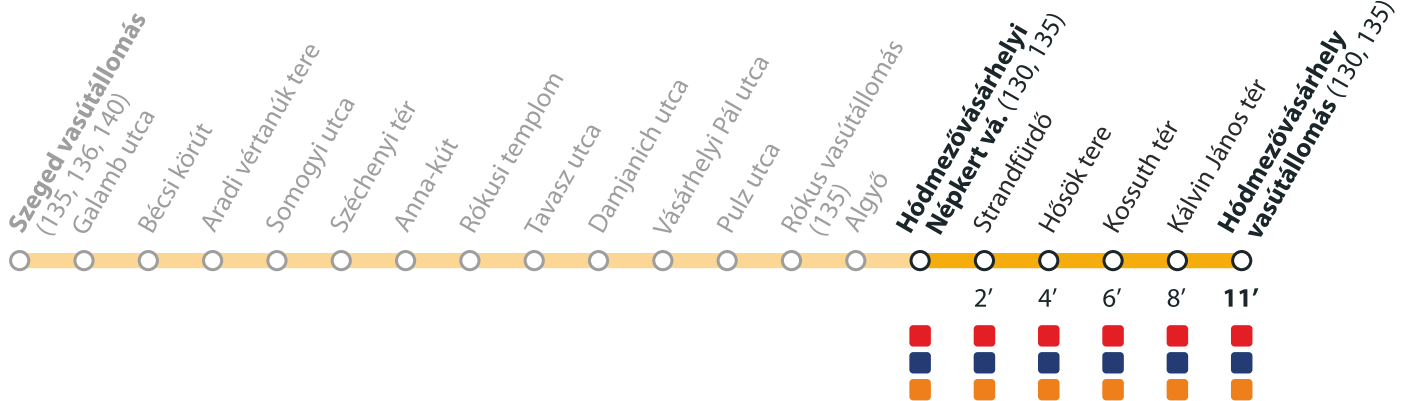 Szeged vasútállomás
(135, 136, 140)
Galamb utca
Bécsi körút
Aradi vértanúk tere
Somogyi utca
Széchenyi tér
Anna-kút
Rókusi templom
Tavasz utca
Damjanich utca
Vásárhelyi Pál utca
Pulz utca
Rókus vasútállomás
(135)
Algyő
Hódmezővásárhelyi
Népkert vá. (130, 135)
Strandfürdő
Hősök tere
Kossuth tér
Kálvin János tér
Hódmezővásárhely
vasútállomás (130, 135)
2’ 4’ 6’ 8’ 11’